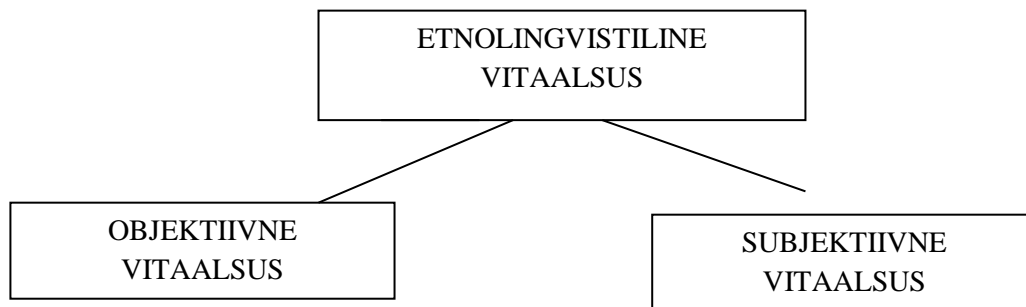 ETNOLINGVISTILINE
VITAALSUS
OBJEKTIIVNE
VITAALSUS
SUBJEKTIIVNE
VITAALSUS